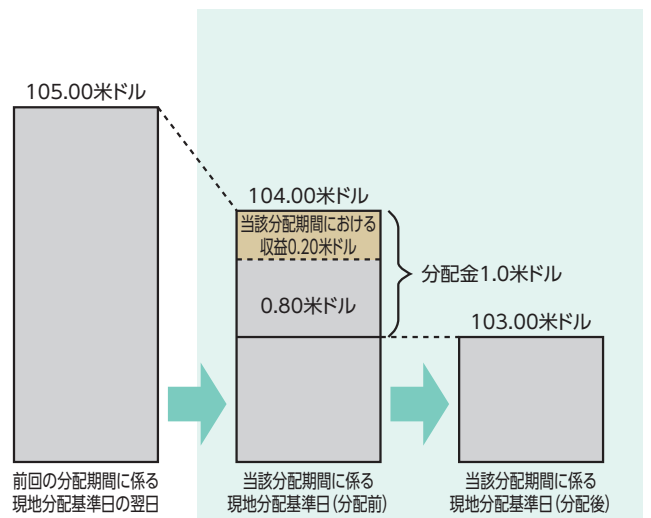 105.00米ドル
104.00米ドル
当該分配期間における
収益0.20米ドル
分配金1.0米ドル
0.80米ドル
103.00米ドル
前回の分配期間に係る
現地分配基準日の翌日
当該分配期間に係る
現地分配基準日(分配前)
当該分配期間に係る
現地分配基準日(分配後)